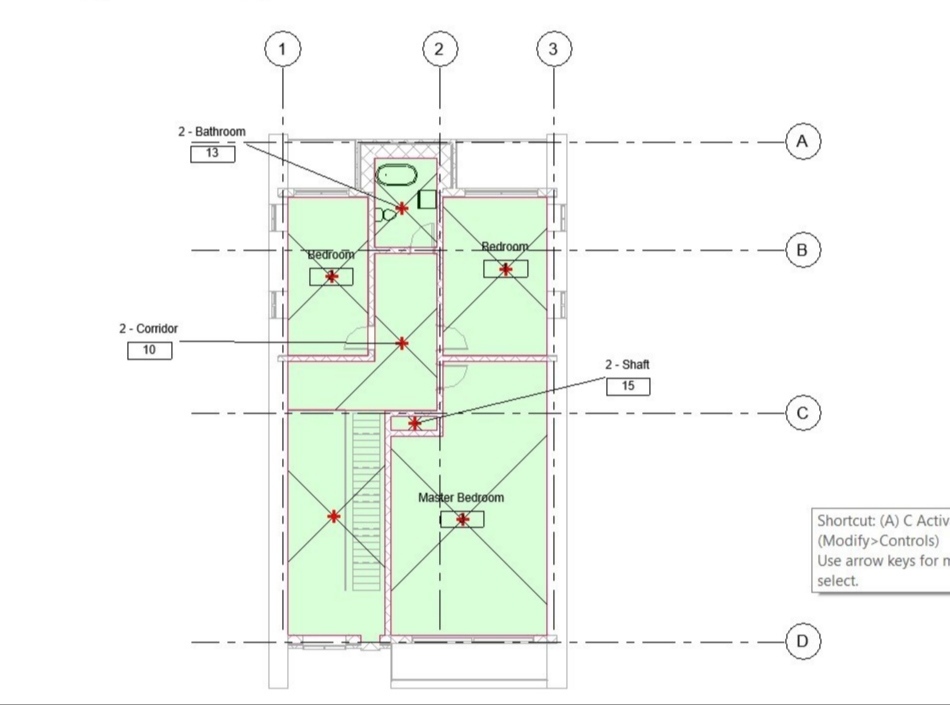 1
2
3
2 - Bathroom
13
A
Bedroom
Bedroom
B
2 - Corridor
10
2 - Shaft
15
C
Master Bedroom
Shortcut: (A) C Activ
(Modify>Controls)
Use arrow keys for m
select.
D